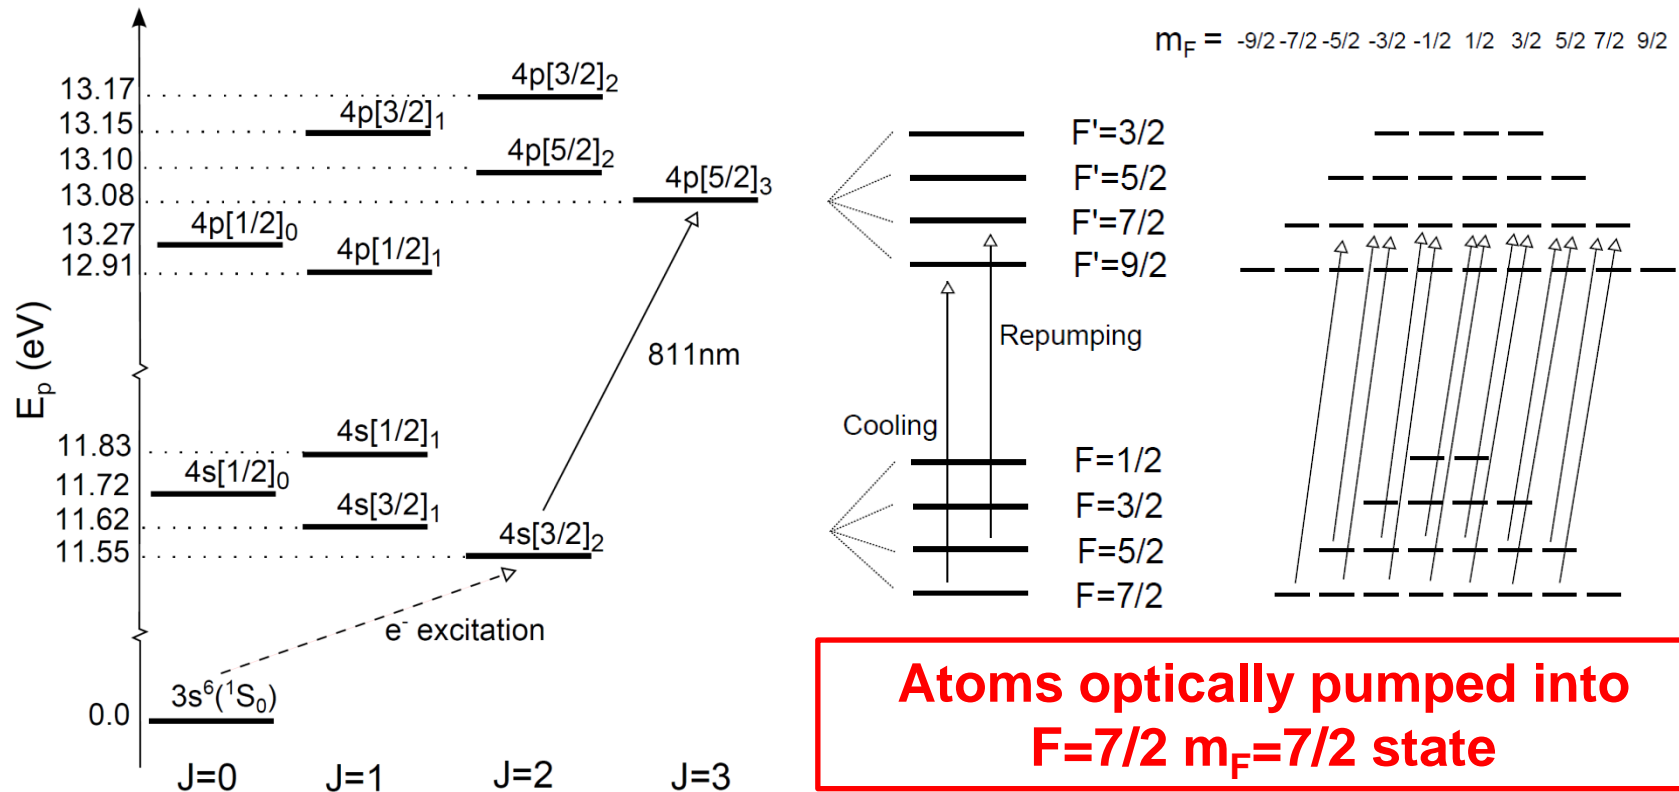 m_F = -9/2 -7/2 -5/2 -3/2 -1/2 1/2 3/2 5/2 7/2 9/2
E_p (eV)
13.17
13.15
13.10
13.08
13.27
12.91
11.83
11.72
11.62
11.55
0.0
4p[3/2]₂
4p[3/2]₁
4p[5/2]₂
4p[5/2]₃
4p[1/2]₀
4p[1/2]₁
811nm
4s[1/2]₁
4s[1/2]₀
4s[3/2]₁
4s[3/2]₂
e⁻ excitation
3s⁶(¹S₀)
J=0 J=1 J=2 J=3
F'=3/2
F'=5/2
F'=7/2
F'=9/2
Repumping
Cooling
F=1/2
F=3/2
F=5/2
F=7/2
Atoms optically pumped into
F=7/2 m_F=7/2 state